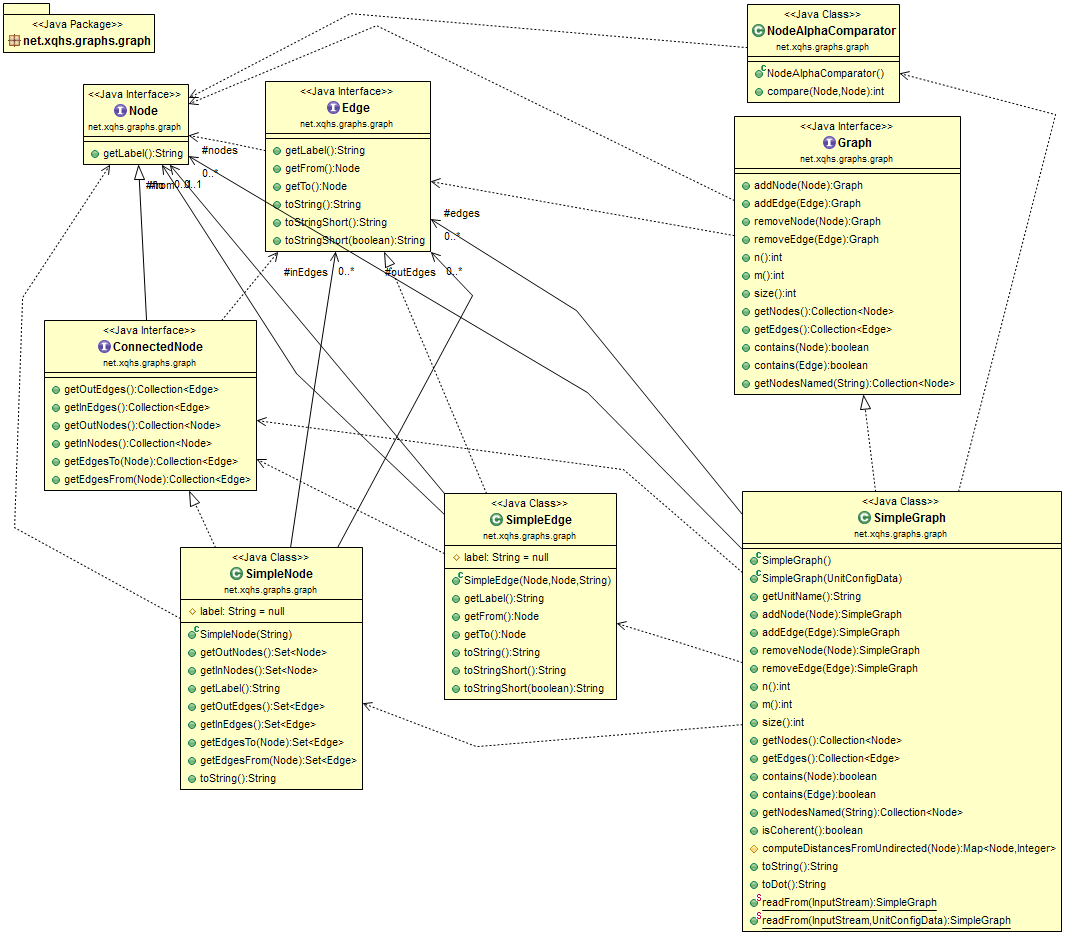 <<Java Package>>
net.xqhs.graphs.graph
<<Java Class>>
NodeAlphaComparator
net.xqhs.graphs.graph
NodeAlphaComparator()
compare(Node,Node):int
<<Java Interface>>
Node
net.xqhs.graphs.graph
getLabel():String
<<Java Interface>>
Edge
net.xqhs.graphs.graph
getLabel():String
getFrom():Node
getTo():Node
toString():String
toStringShort():String
toStringShort(boolean):String
<<Java Interface>>
Graph
net.xqhs.graphs.graph
addNode(Node):Graph
addEdge(Edge):Graph
removeNode(Node):Graph
removeEdge(Edge):Graph
n():int
m():int
size():int
getNodes():Collection<Node>
getEdges():Collection<Edge>
contains(Node):boolean
contains(Edge):boolean
getNodesNamed(String):Collection<Node>
#nodes
0..*
0..1
#edges
0..*
#inEdges
0..*
#outEdges
0..*
<<Java Interface>>
ConnectedNode
net.xqhs.graphs.graph
getOutEdges():Collection<Edge>
getInEdges():Collection<Edge>
getOutNodes():Collection<Node>
getInNodes():Collection<Node>
getEdgesTo(Node):Collection<Edge>
getEdgesFrom(Node):Collection<Edge>
<<Java Class>>
SimpleNode
net.xqhs.graphs.graph
label: String = null
SimpleNode(String)
getOutNodes():Set<Node>
getInNodes():Set<Node>
getLabel():String
getOutEdges():Set<Edge>
getInEdges():Set<Edge>
getEdgesTo(Node):Set<Edge>
getEdgesFrom(Node):Set<Edge>
toString():String
<<Java Class>>
SimpleEdge
net.xqhs.graphs.graph
label: String = null
SimpleEdge(Node,Node,String)
getLabel():String
getFrom():Node
getTo():Node
toString():String
toStringShort():String
toStringShort(boolean):String
<<Java Class>>
SimpleGraph
net.xqhs.graphs.graph
SimpleGraph()
SimpleGraph(UnitConfigData)
getUnitName():String
addNode(Node):SimpleGraph
addEdge(Edge):SimpleGraph
removeNode(Node):SimpleGraph
removeEdge(Edge):SimpleGraph
n():int
m():int
size():int
getNodes():Collection<Node>
getEdges():Collection<Edge>
contains(Node):boolean
contains(Edge):boolean
getNodesNamed(String):Collection<Node>
isCoherent():boolean
computeDistancesFromUndirected(Node):Map<Node,Integer>
toString():String
toDot():String
readFrom(InputStream):SimpleGraph
readFrom(InputStream,UnitConfigData):SimpleGraph